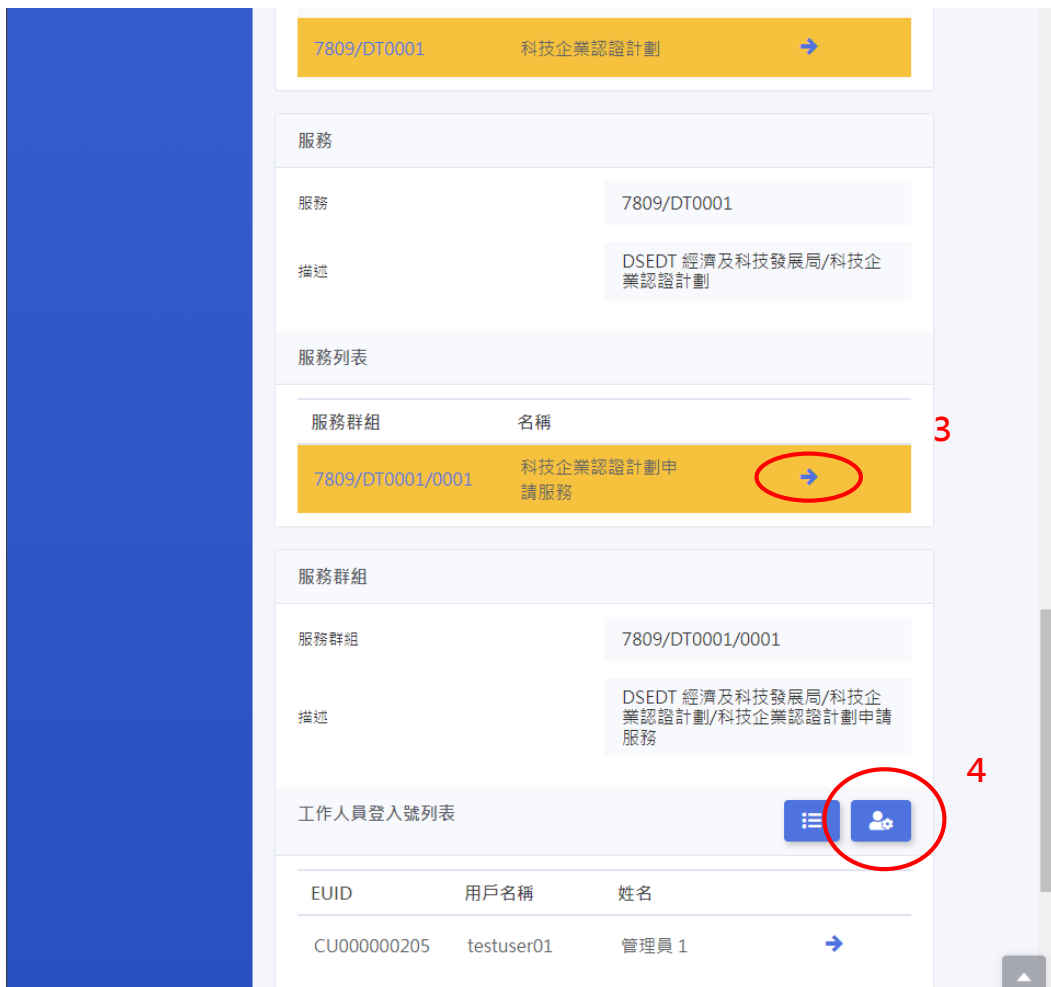 7809/DT0001 科技企業認證計劃
服務
服務 7809/DT0001
描述 DSEDT 經濟及科技發展局/科技企
業認證計劃
服務列表
服務群組 名稱
3
7809/DT0001/0001 科技企業認證計劃申
請服務
服務群組
服務群組 7809/DT0001/0001
描述 DSEDT 經濟及科技發展局/科技企
業認證計劃/科技企業認證計劃申請
服務
4
工作人員登入號列表
EUID 用戶名稱 姓名
CU000000205 testuser01 管理員 1